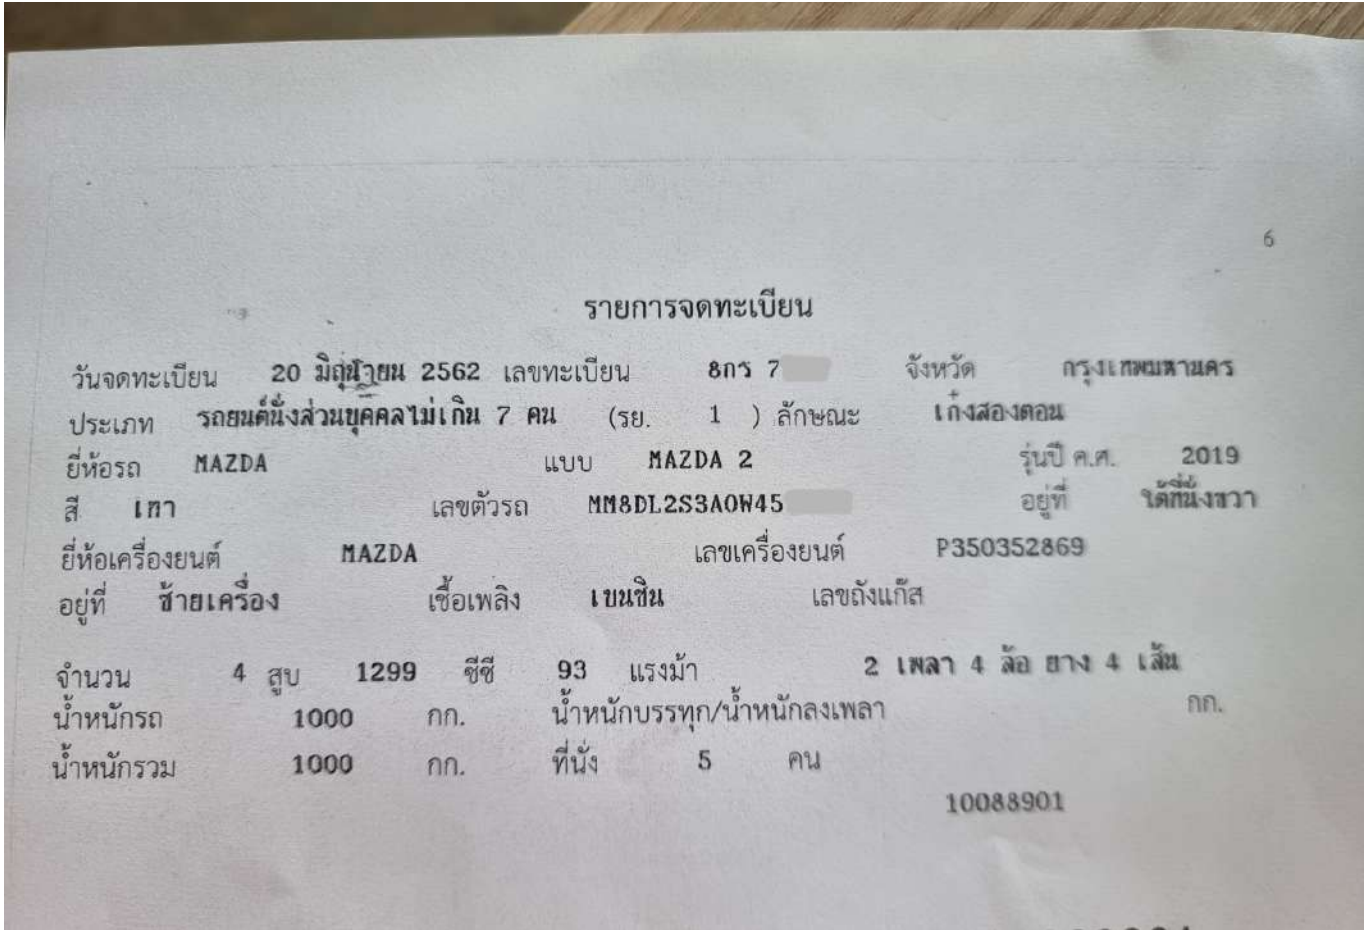 6
รายการจดทะเบียน
วันจดทะเบียน 20 มิถุนายน 2562 เลขทะเบียน 8กร 7 จังหวัด กรุงเทพมหานคร
ประเภท รถยนต์นั่งส่วนบุคคลไม่เกิน 7 คน (รย. 1 ) ลักษณะ เก๋งสองตอน
ยี่ห้อรถ MAZDA แบบ MAZDA 2 รุ่นปี ค.ศ. 2019
สี เทา เลขตัวรถ MM8DL2S3A0W45 อยู่ที่ ใต้ที่นั่งขวา
ยี่ห้อเครื่องยนต์ MAZDA เลขเครื่องยนต์ P350352869
อยู่ที่ ซ้ายเครื่อง เชื้อเพลิง เบนซิน เลขถังแก๊ส
จำนวน 4 สูบ 1299 ซีซี 93 แรงม้า 2 เพลา 4 ล้อ ยาง 4 เส้น
น้ำหนักรถ 1000 กก. น้ำหนักบรรทุก/น้ำหนักลงเพลา กก.
น้ำหนักรวม 1000 กก. ที่นั่ง 5 คน
10088901